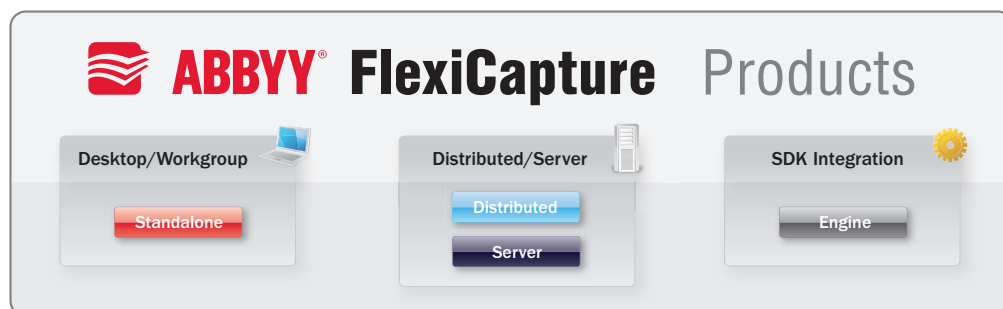 ABBYY® FlexiCapture Products
Desktop/Workgroup
Standalone
Distributed/Server
Distributed
Server
SDK Integration
Engine